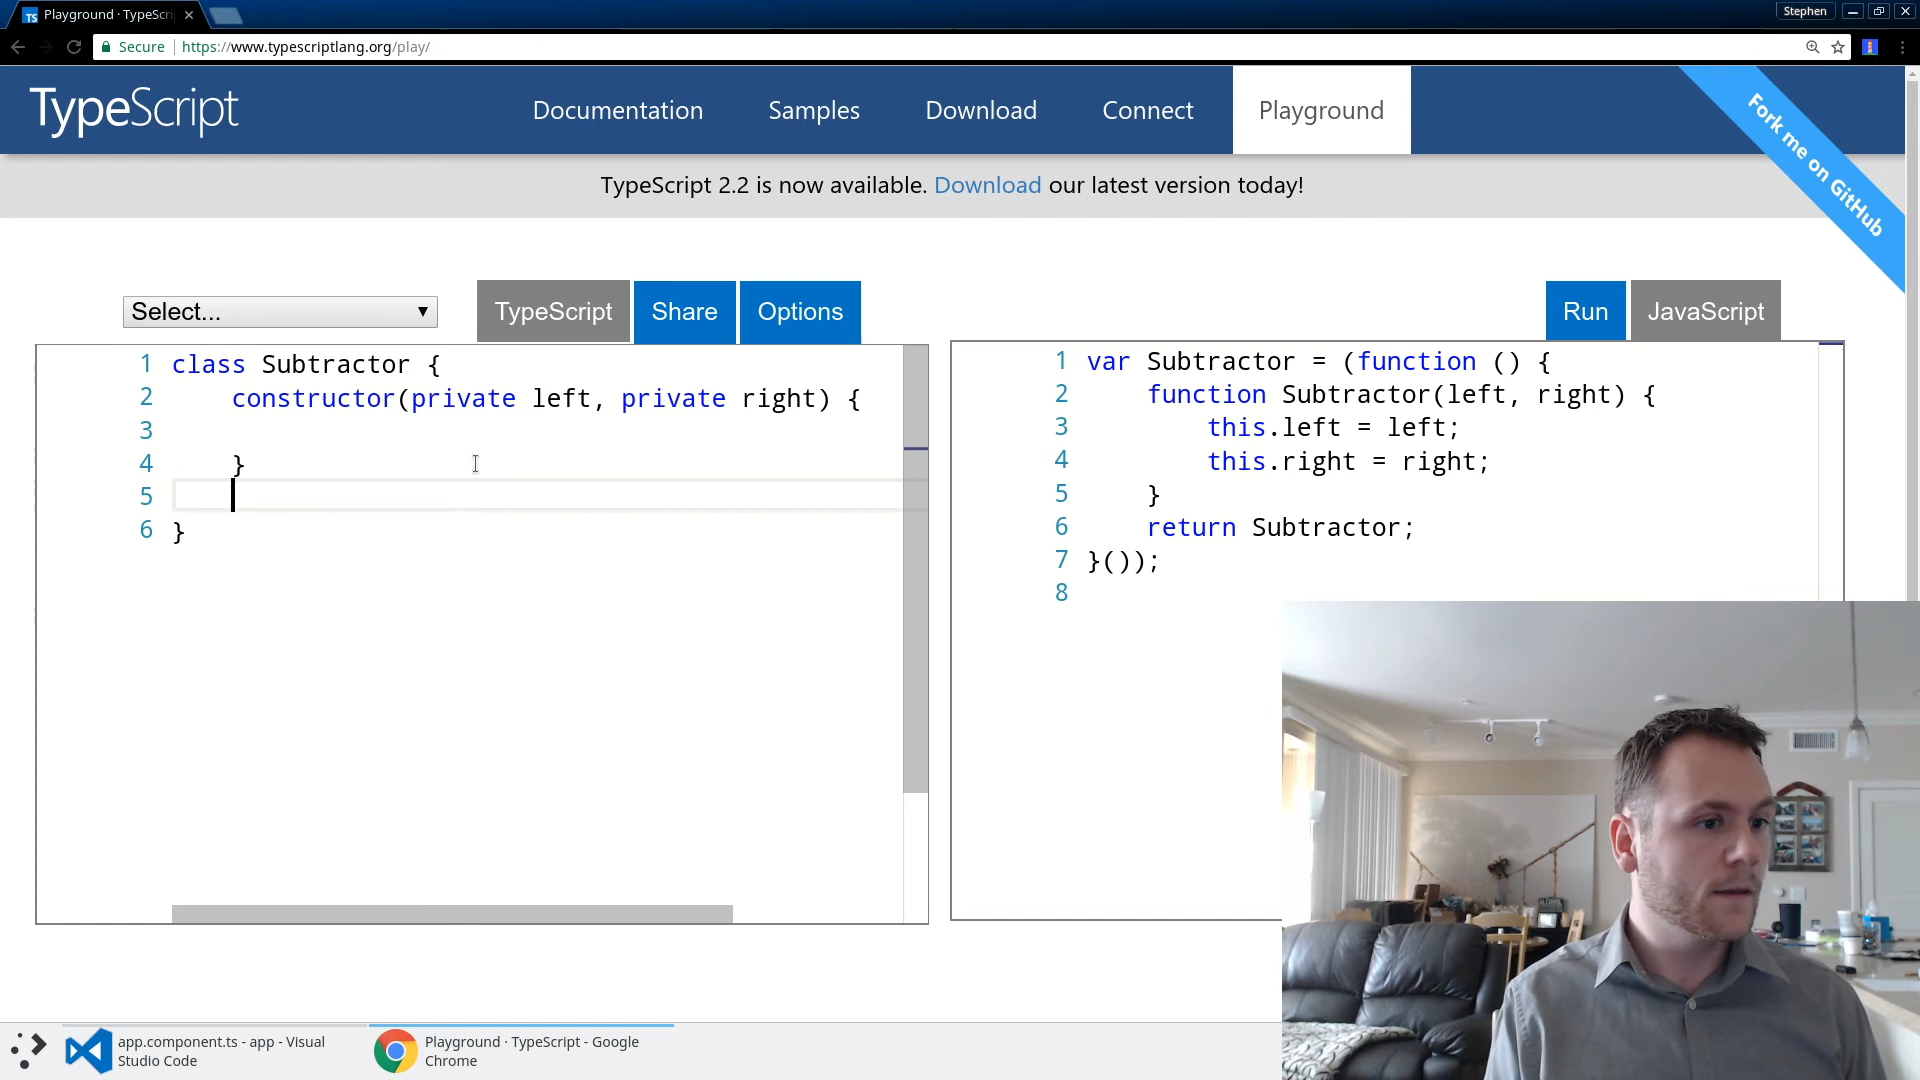 Playground · TypeScri
Stephen
Secure
https://www.typescriptlang.org/play/
TypeScript
Documentation
Samples
Download
Connect
Playground
Fork me on GitHub
TypeScript 2.2 is now available. Download our latest version today!
Select...
TypeScript
Share
Options
Run
JavaScript
1 class Subtractor {
2 constructor(private left, private right) {
3
4 }
5
6 }
1 var Subtractor = (function () {
2 function Subtractor(left, right) {
3 this.left = left;
4 this.right = right;
5 }
6 return Subtractor;
7 }());
8
app.component.ts - app - Visual
Studio Code
Playground · TypeScript - Google
Chrome